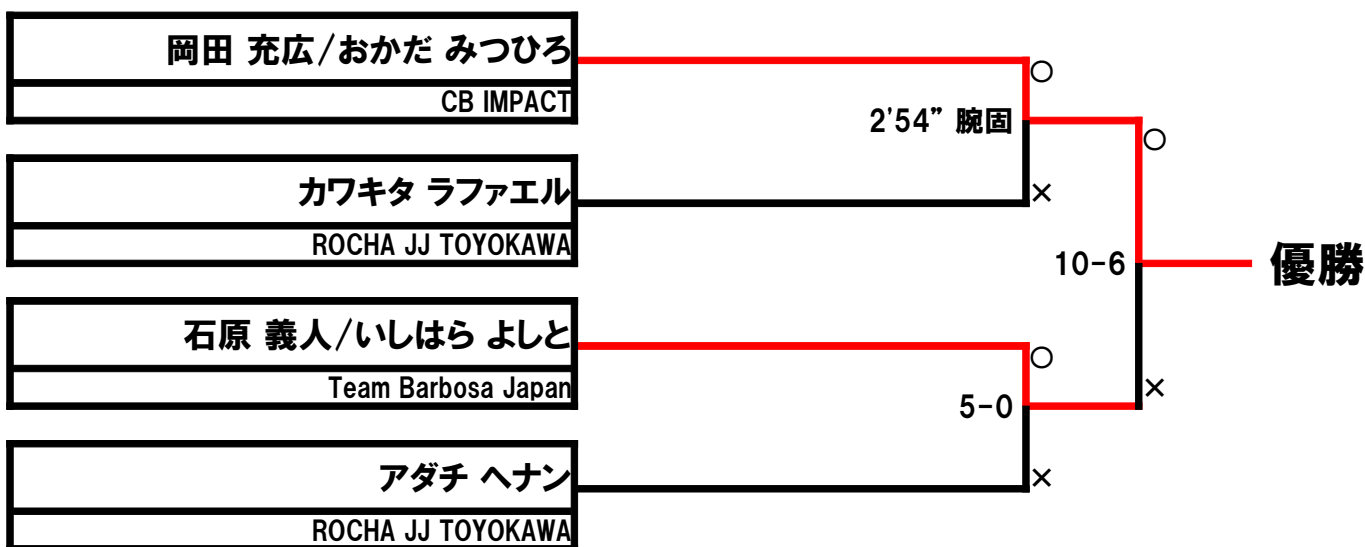 岡田 充広/おかだ みつひろ
CB IMPACT
○
2'54” 腕固
○
カワキタ ラファエル
×
ROCHA JJ TOYOKAWA
10-6
優勝
石原 義人/いしはら よしと
○
Team Barbosa Japan
×
5-0
アダチ ヘナン
×
ROCHA JJ TOYOKAWA